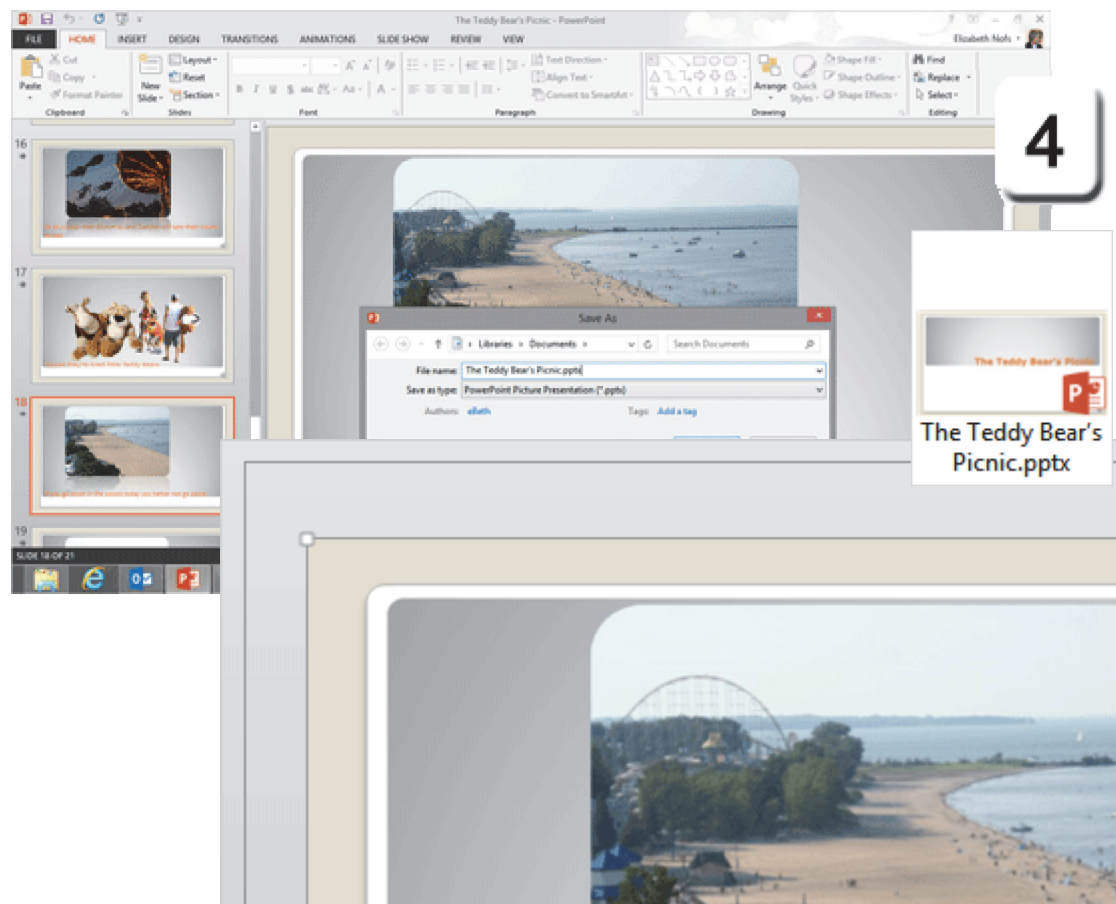 The Teddy Bear's Picnic - PowerPoint
FILE HOME INSERT DESIGN TRANSITIONS ANIMATIONS SLIDE SHOW REVIEW VIEW
Elizabeth Nofs
Paste
Cut
Copy
Format Painter
Clipboard
New
Slide
Layout
Reset
Section
Slides
B I U S abc AV Aa A
Font
Text Direction
Align Text
Convert to SmartArt
Paragraph
Arrange
Quick
Styles
Shape Fill
Shape Outline
Shape Effects
Drawing
Find
Replace
Select
Editing
4
16
17
18
19
Save As
Libraries Documents
Search Documents
File name: The Teddy Bear's Picnic.pptx
Save as type: PowerPoint Picture Presentation (*.pptx)
Authors: elleth
Tags: Add a tag
The Teddy Bear's Picnic
P
The Teddy Bear's
Picnic.pptx
SLIDE 18 OF 21